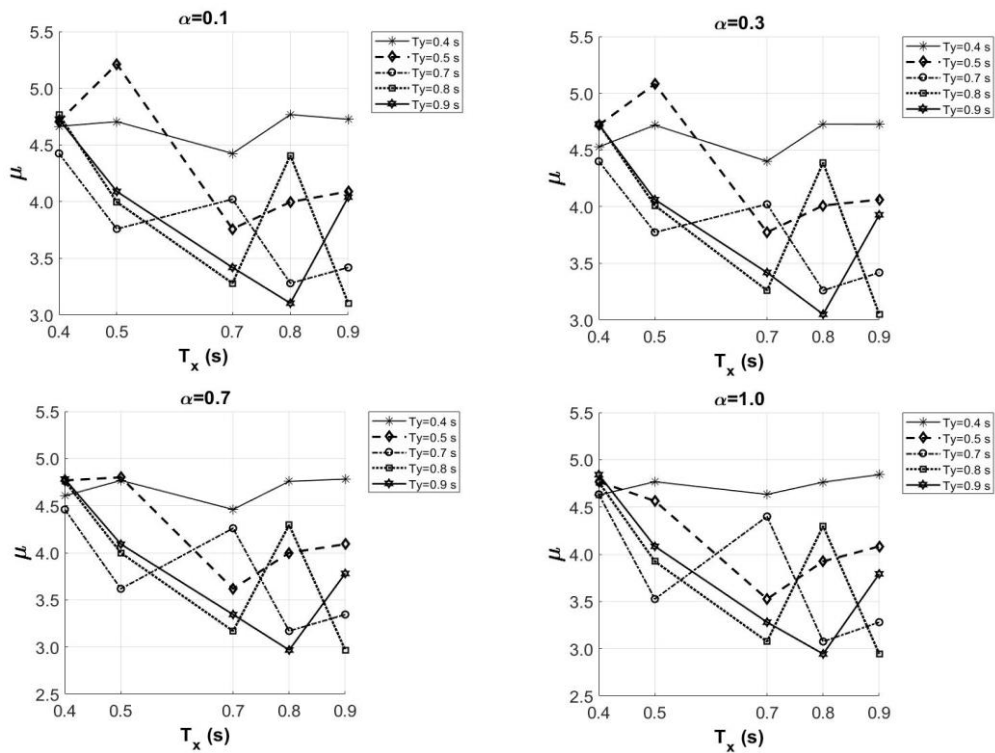 α=0.1
5.5
5.0
4.5
4.0
3.5
3.0
μ
0.4 0.5 0.7 0.8 0.9
Tx (s)
Ty=0.4 s
Ty=0.5 s
Ty=0.7 s
Ty=0.8 s
Ty=0.9 s
α=0.3
5.5
5.0
4.5
4.0
3.5
3.0
μ
0.4 0.5 0.7 0.8 0.9
Tx (s)
Ty=0.4 s
Ty=0.5 s
Ty=0.7 s
Ty=0.8 s
Ty=0.9 s
α=0.7
5.5
5.0
4.5
4.0
3.5
3.0
2.5
μ
0.4 0.5 0.7 0.8 0.9
Tx (s)
Ty=0.4 s
Ty=0.5 s
Ty=0.7 s
Ty=0.8 s
Ty=0.9 s
α=1.0
5.5
5.0
4.5
4.0
3.5
3.0
2.5
μ
0.4 0.5 0.7 0.8 0.9
Tx (s)
Ty=0.4 s
Ty=0.5 s
Ty=0.7 s
Ty=0.8 s
Ty=0.9 s